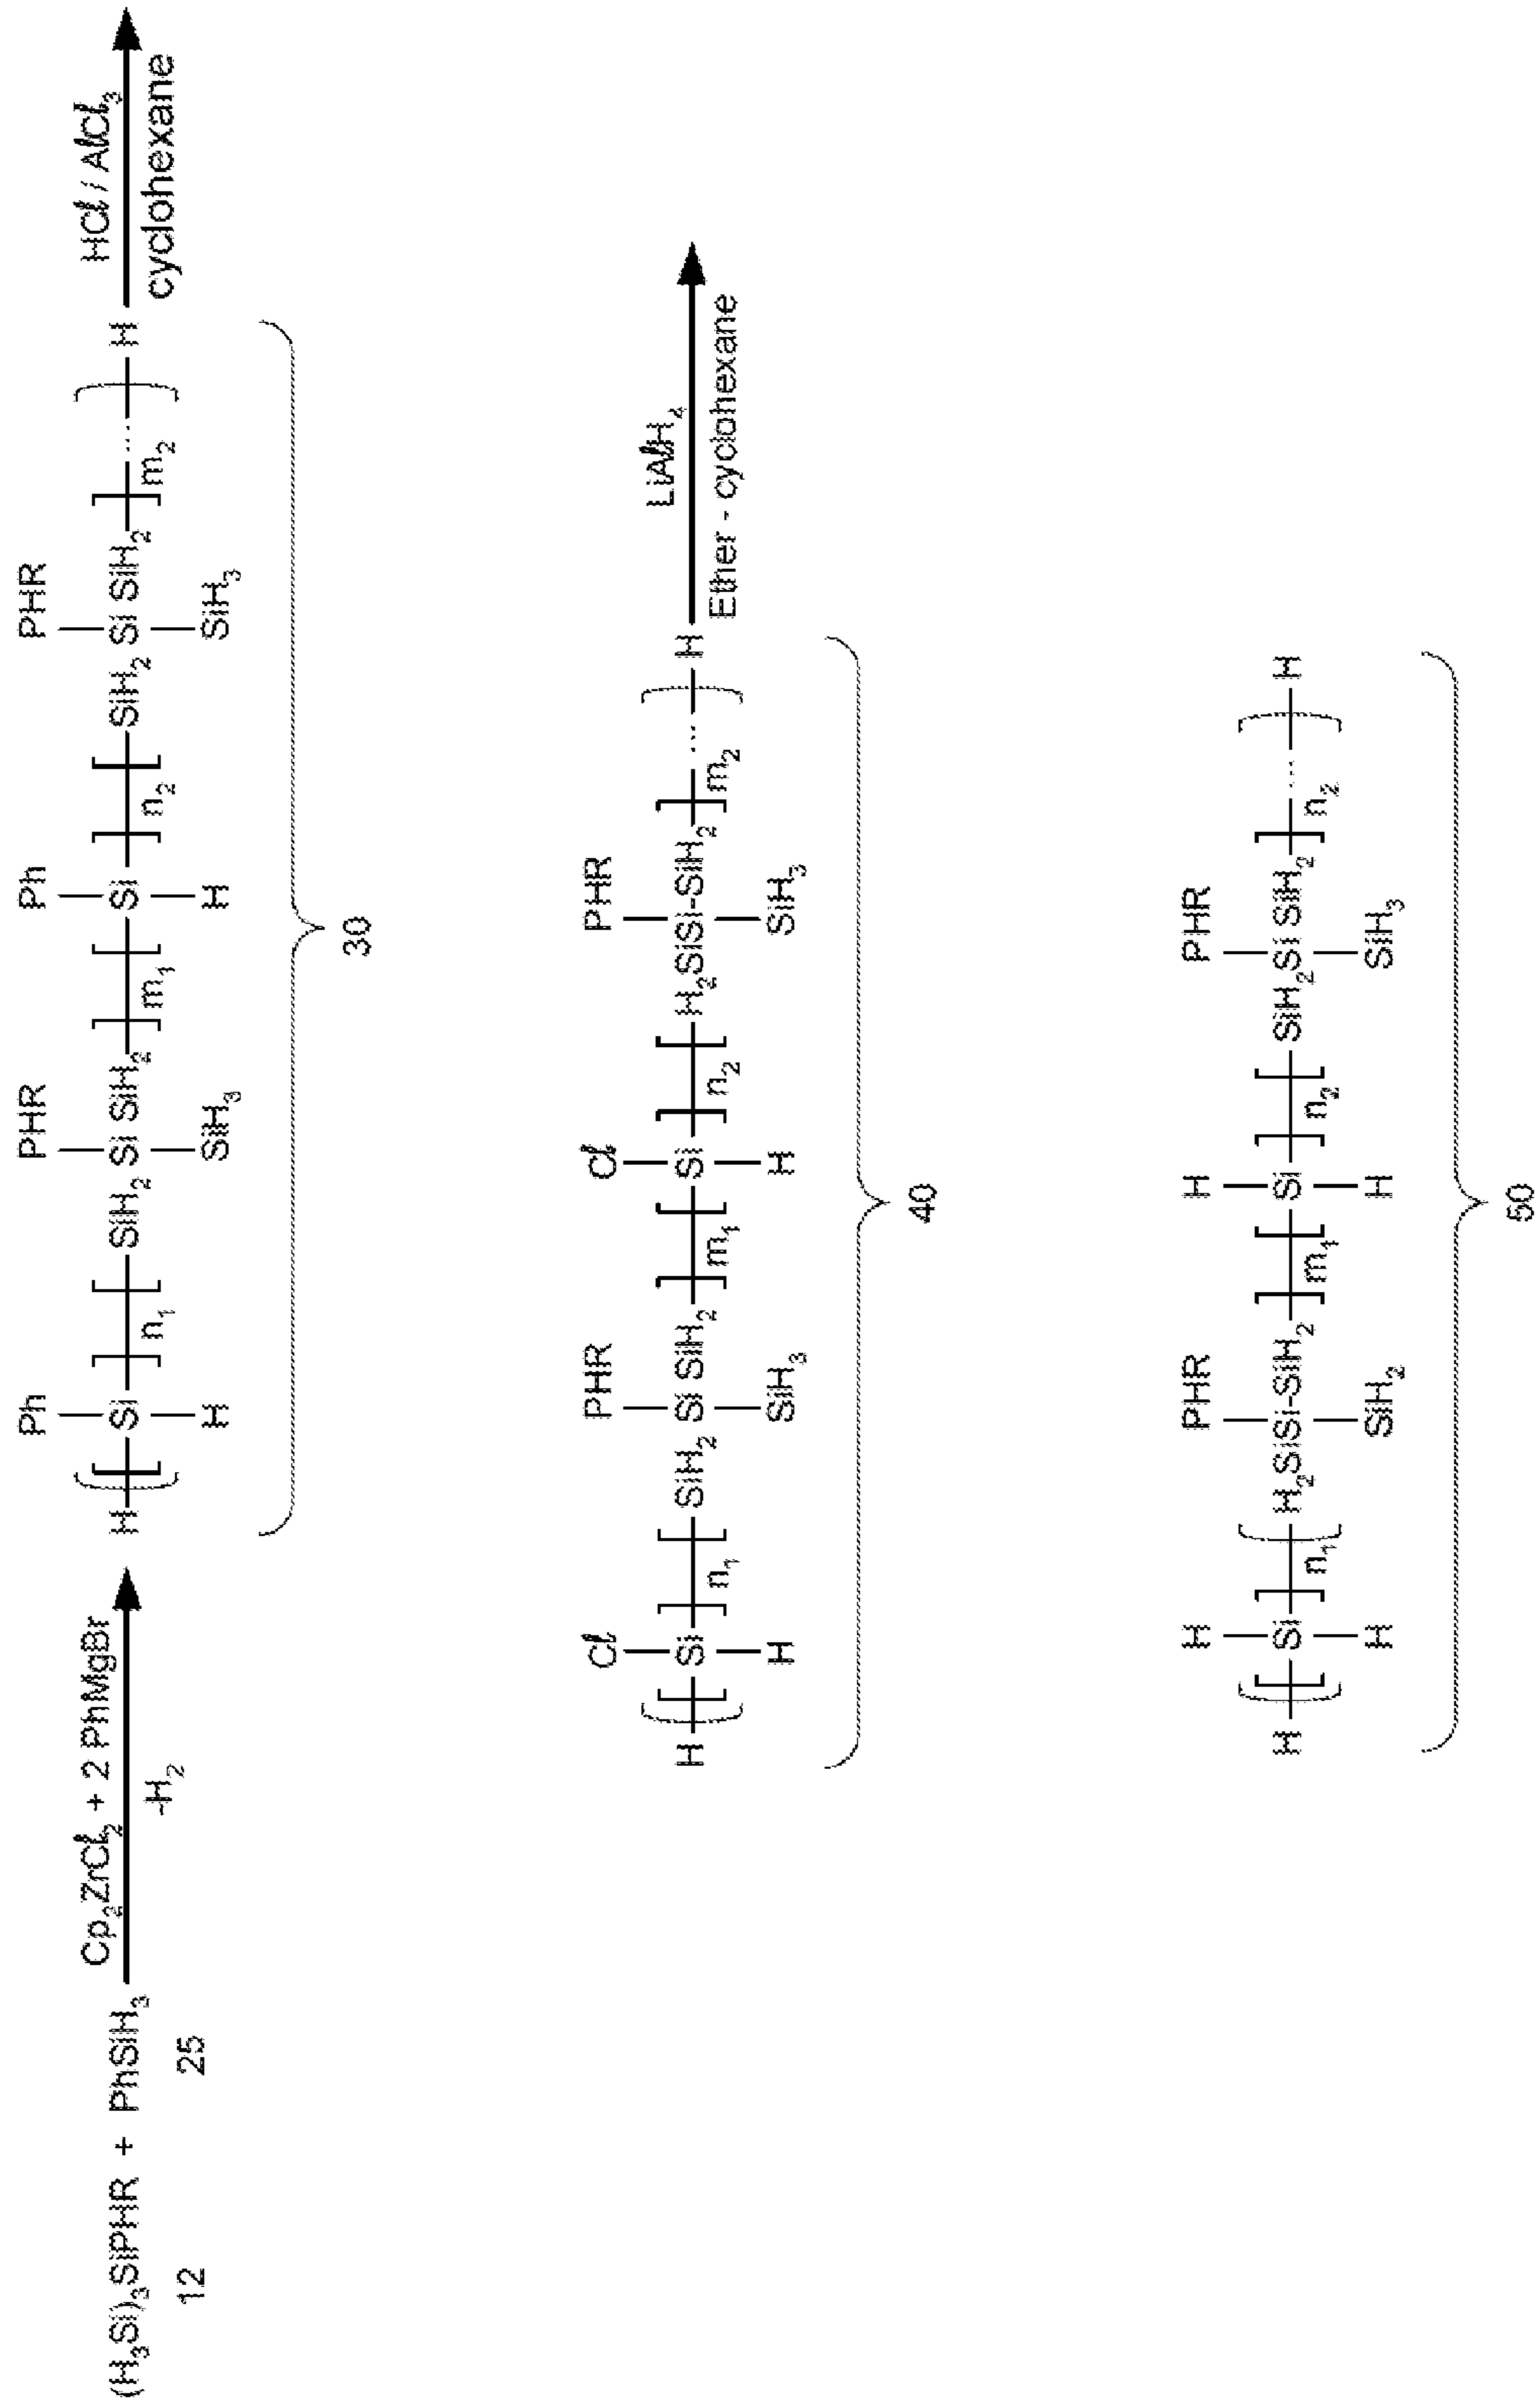 (H₃Si)₃SiPHR + PhSiH₃
12 25
Cp₂ZrCl₂ + 2 PhMgBr
-H₂
Ph PHR Ph PHR
H Si n₁ SiH₂ Si SiH₂ m₁ Si n₂ SiH₂ Si SiH₂ m₂ ... H
H SiH₃ H SiH₃
30
HCl / AlCl₃
cyclohexane
Cl PHR Cl PHR
H Si n₁ SiH₂ Si SiH₂ m₁ Si n₂ H₂SiSi-SiH₂ m₂ ... H
H SiH₃ H SiH₃
40
LiAlH₄
Ether - cyclohexane
H PHR H PHR
H Si n₁ H₂SiSi-SiH₂ m₁ Si n₂ SiH₂Si SiH₂ n₂ ... H
H SiH₂ H SiH₃
50